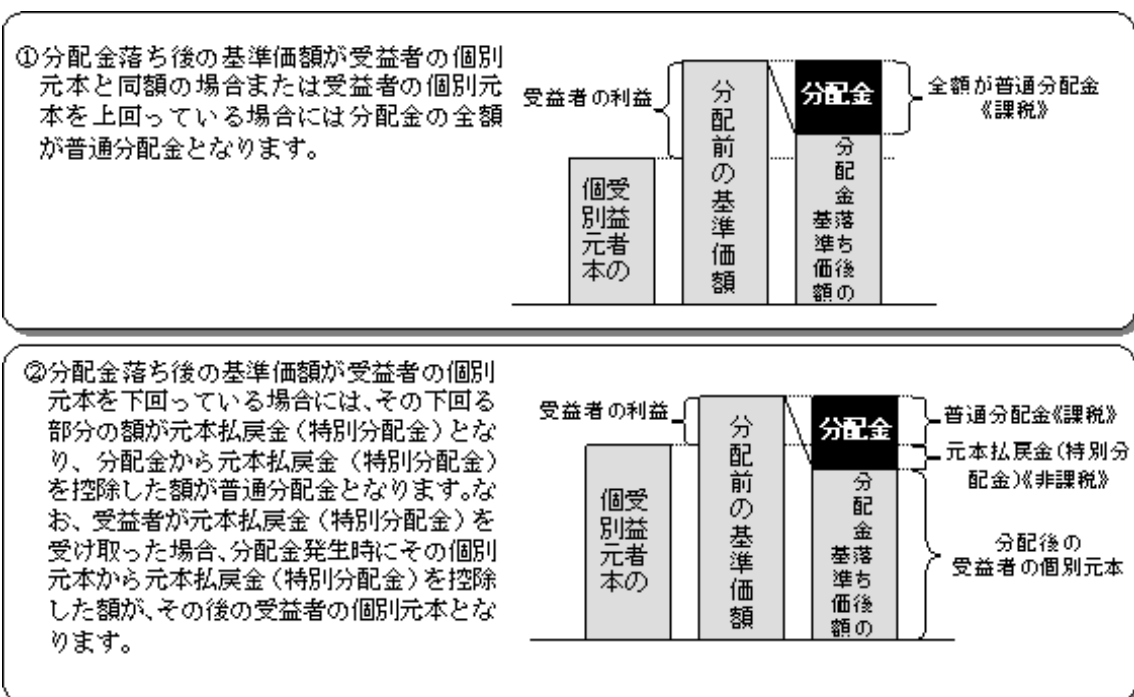 ①分配金落ち後の基準価額が受益者の個別
元本と同額の場合または受益者の個別元
本を上回っている場合には分配金の全額
が普通分配金となります。
受益者の利益
受益者の
個別元本
分配前の基準価額
分配金
分配金落ち後の
基準価額
全額が普通分配金
《課税》
②分配金落ち後の基準価額が受益者の個別
元本を下回っている場合には、その下回る
部分の額が元本払戻金（特別分配金）とな
り、分配金から元本払戻金（特別分配金）
を控除した額が普通分配金となります。な
お、受益者が元本払戻金（特別分配金）を
受け取った場合、分配金発生時にその個別
元本から元本払戻金（特別分配金）を控除
した額が、その後の受益者の個別元本とな
ります。
受益者の利益
受益者の
個別元本
分配前の基準価額
分配金
分配金落ち後の
基準価額
普通分配金《課税》
元本払戻金(特別分
配金)《非課税》
分配後の
受益者の個別元本